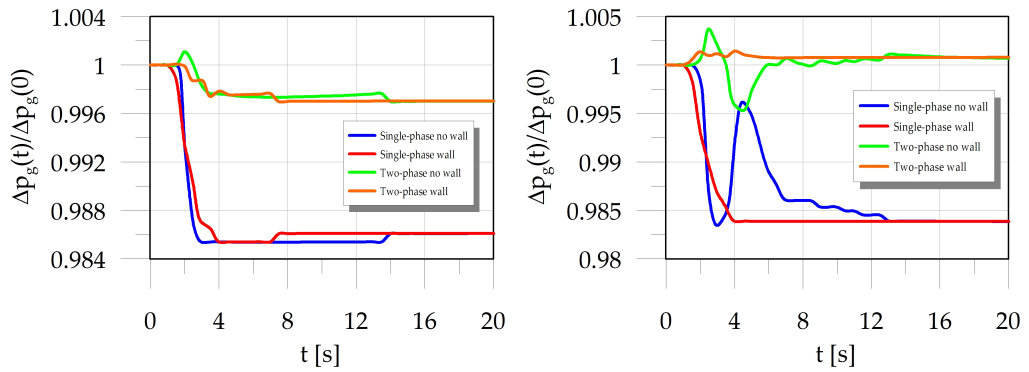 1.004
1
0.996
0.992
0.988
0.984
Δpg(t)/Δpg(0)
Single-phase no wall
Single-phase wall
Two-phase no wall
Two-phase wall
0 4 8 12 16 20
t [s]
1.005
1
0.995
0.99
0.985
0.98
Δpg(t)/Δpg(0)
Single-phase no wall
Single-phase wall
Two-phase no wall
Two-phase wall
0 4 8 12 16 20
t [s]